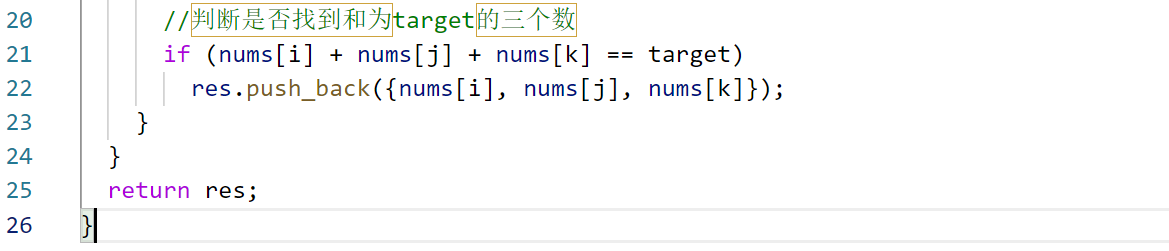 20 //判断是否找到和为target的三个数
21 if (nums[i] + nums[j] + nums[k] == target)
22 res.push_back({nums[i], nums[j], nums[k]});
23 }
24 }
25 return res;
26 }